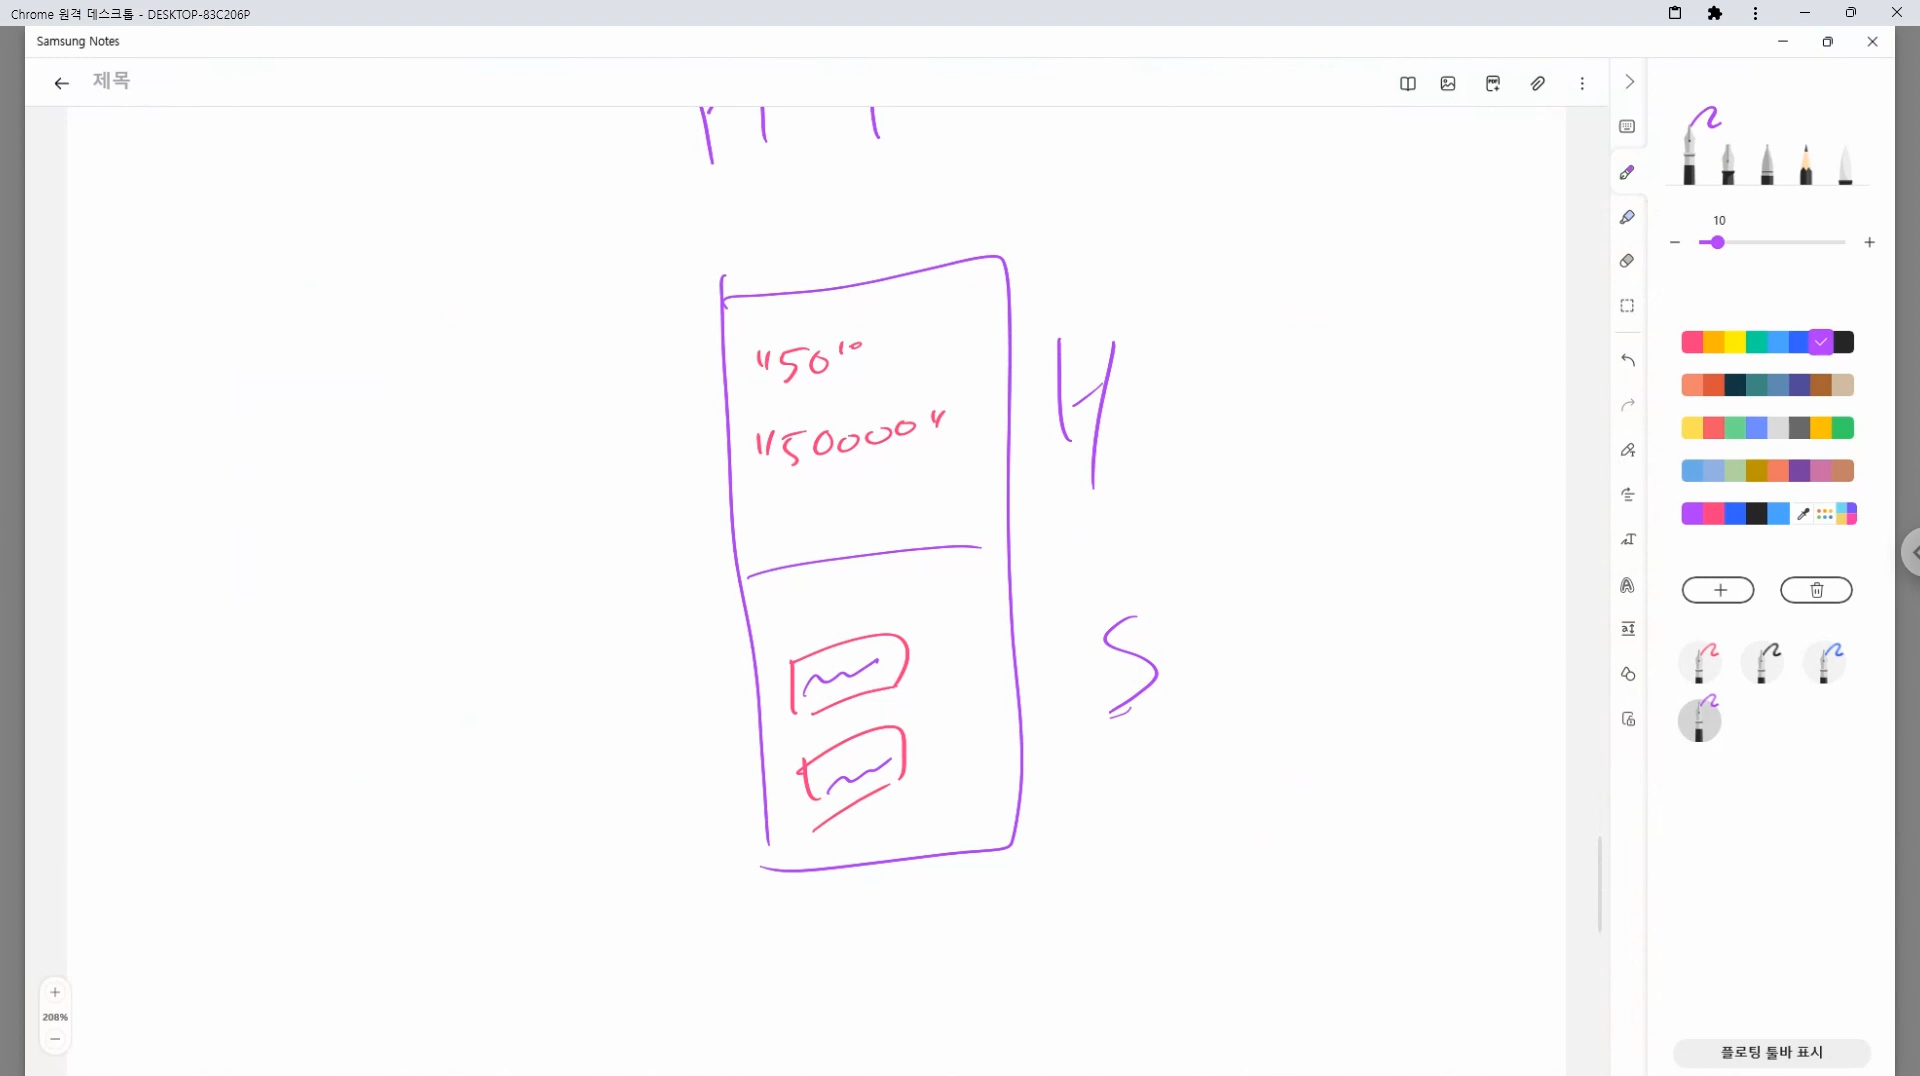 Chrome 원격 데스크톱 - DESKTOP-83C206P
Samsung Notes
제목
10
"50"
"50000"
H
S
208%
플로팅 툴바 표시